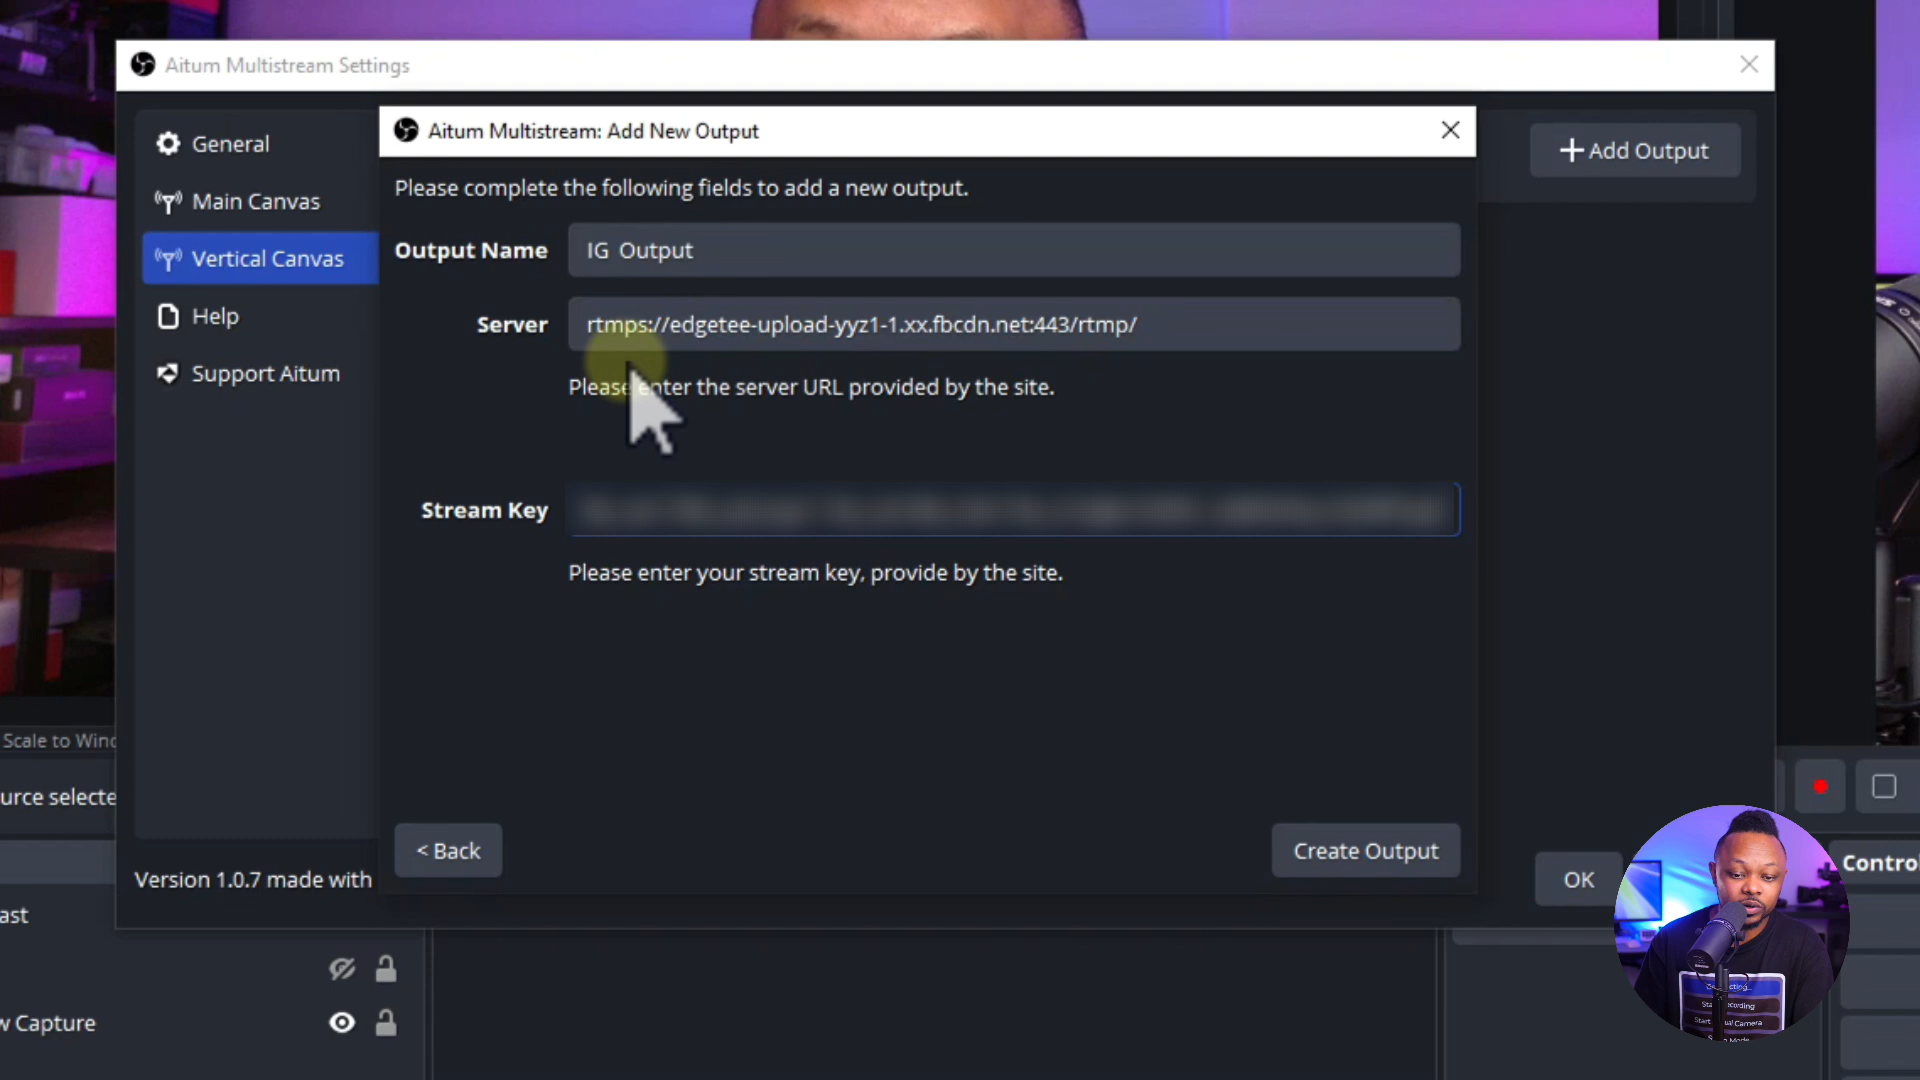 Aitum Multistream Settings
Aitum Multistream: Add New Output
General
Main Canvas
Vertical Canvas
Help
Support Aitum
Add Output
Please complete the following fields to add a new output.
Output Name
IG Output
Server
rtmps://edgetee-upload-yyz1-1.xx.fbcdn.net:443/rtmp/
Please enter the server URL provided by the site.
Stream Key
Please enter your stream key, provide by the site.
< Back
Create Output
OK
Version 1.0.7 made with
Scale to Wind
urce selecte
ast
w Capture
Control